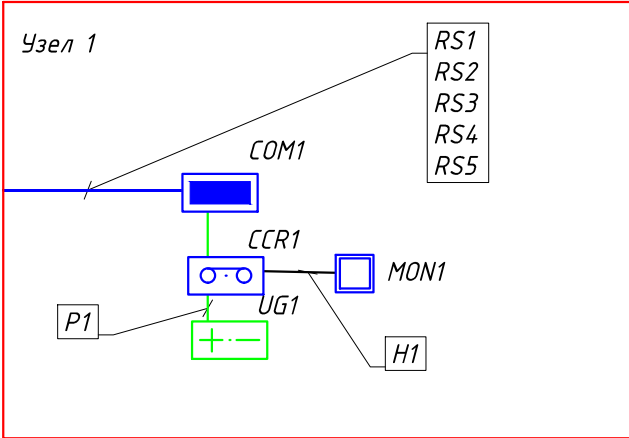 Узел 1
RS1
RS2
RS3
RS4
RS5
COM1
CCR1
MON1
UG1
P1
H1